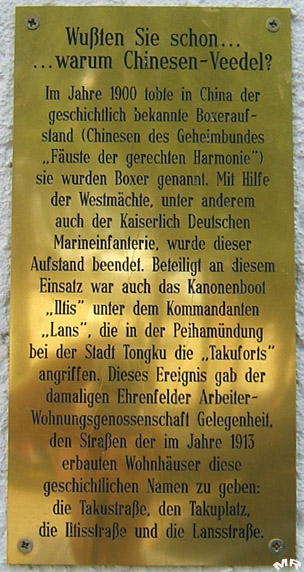 Wußten Sie schon...
...warum Chinesen-Veedel?
Im Jahre 1900 tobte in China der
geschichtlich bekannte Boxerauf-
stand (Chinesen des Geheimbundes
„Fäuste der gerechten Harmonie”)
sie wurden Boxer genannt. Mit Hilfe
der Westmächte, unter anderem
auch der Kaiserlich Deutschen
Marineinfanterie, wurde dieser
Aufstand beendet. Beteiligt an diesem
Einsatz war auch das Kanonenboot
„Iltis” unter dem Kommandanten
„Lans”, die in der Peihamündung
bei der Stadt Tongku die „Takuforts”
angriffen. Dieses Ereignis gab der
damaligen Ehrenfelder Arbeiter-
Wohnungsgenossenschaft Gelegenheit,
den Straßen der im Jahre 1913
erbauten Wohnhäuser diese
geschichtlichen Namen zu geben:
die Takustraße, den Takuplatz,
die Iltisstraße und die Lansstraße.
MR